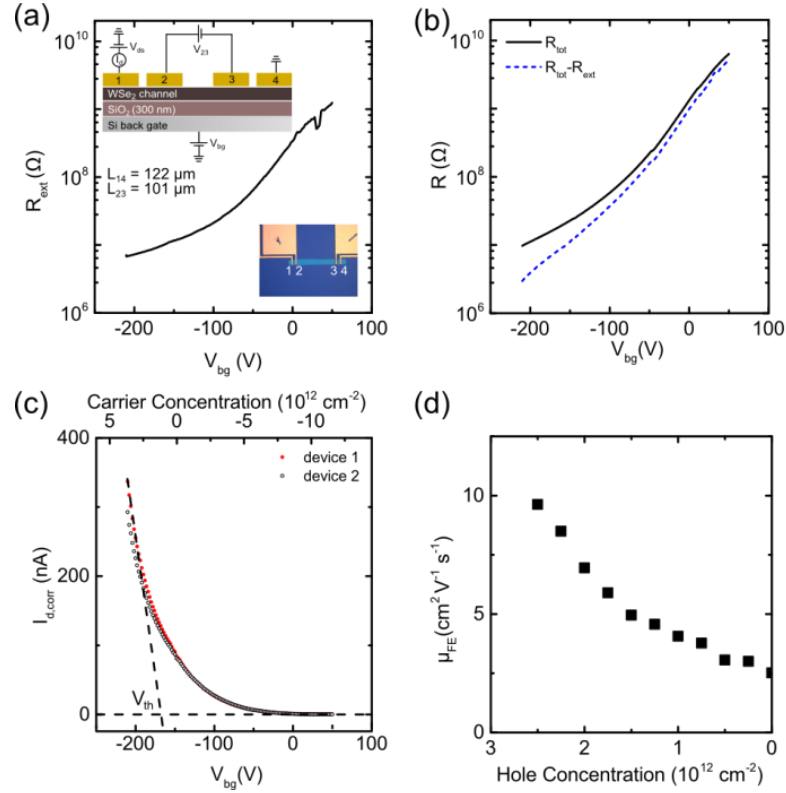 (a)
10^10
10^8
10^6
R_ext (Ω)
V_ds
I_d
V_23
1 2 3 4
WSe₂ channel
SiO₂ (300 nm)
Si back gate
V_bg
L_14 = 122 µm
L_23 = 101 µm
1 2 3 4
-200 -100 0 100
V_bg (V)
(b)
10^10
10^8
10^6
R (Ω)
R_tot
R_tot-R_ext
-200 -100 0 100
V_bg(V)
(c)
Carrier Concentration (10^12 cm^-2)
5 0 -5 -10
400
200
0
I_d,corr (nA)
device 1
device 2
V_th
-200 -100 0 100
V_bg(V)
(d)
10
5
0
µ_FE(cm^2 V^-1 s^-1)
3 2 1 0
Hole Concentration (10^12 cm^-2)